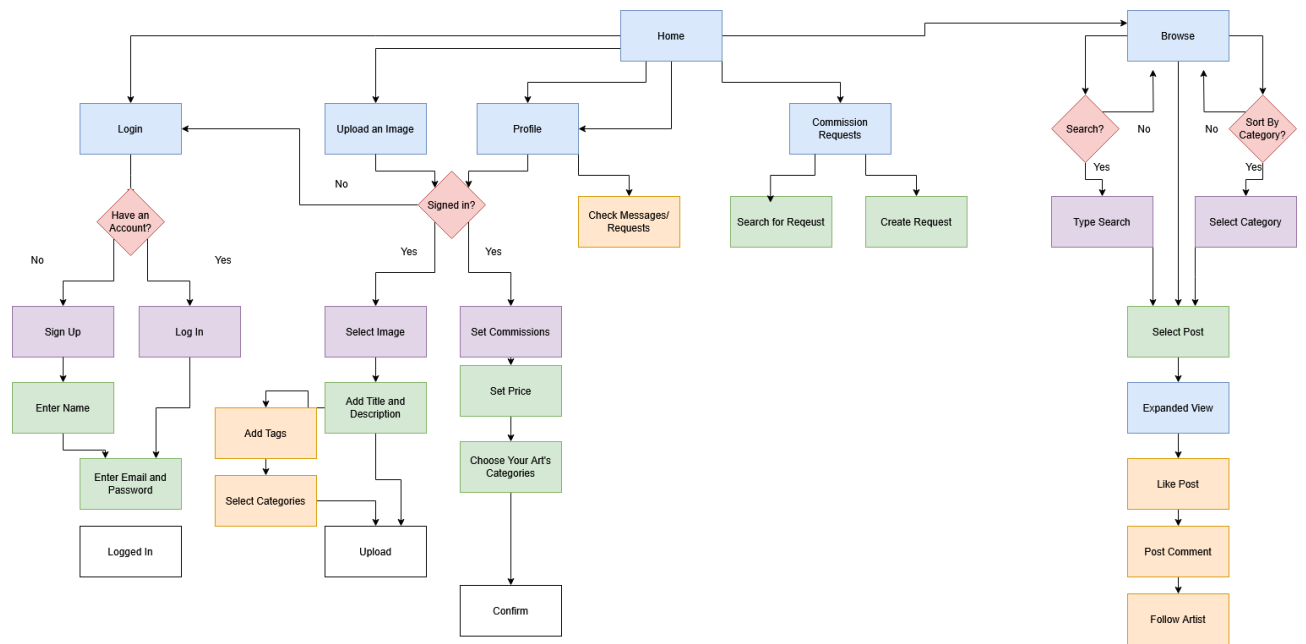 Home
Browse
Login
Upload an Image
Profile
Commission
Requests
Search?
No
No
Sort By
Category?
Yes
Yes
No
Signed in?
Have an
Account?
Check Messages/
Requests
Search for Reqeust
Create Request
Type Search
Select Category
No
Yes
Yes
Yes
Sign Up
Log In
Select Image
Set Commissions
Select Post
Enter Name
Add Title and
Description
Set Price
Expanded View
Add Tags
Choose Your Art's
Categories
Enter Email and
Password
Select Categories
Like Post
Logged In
Upload
Post Comment
Confirm
Follow Artist